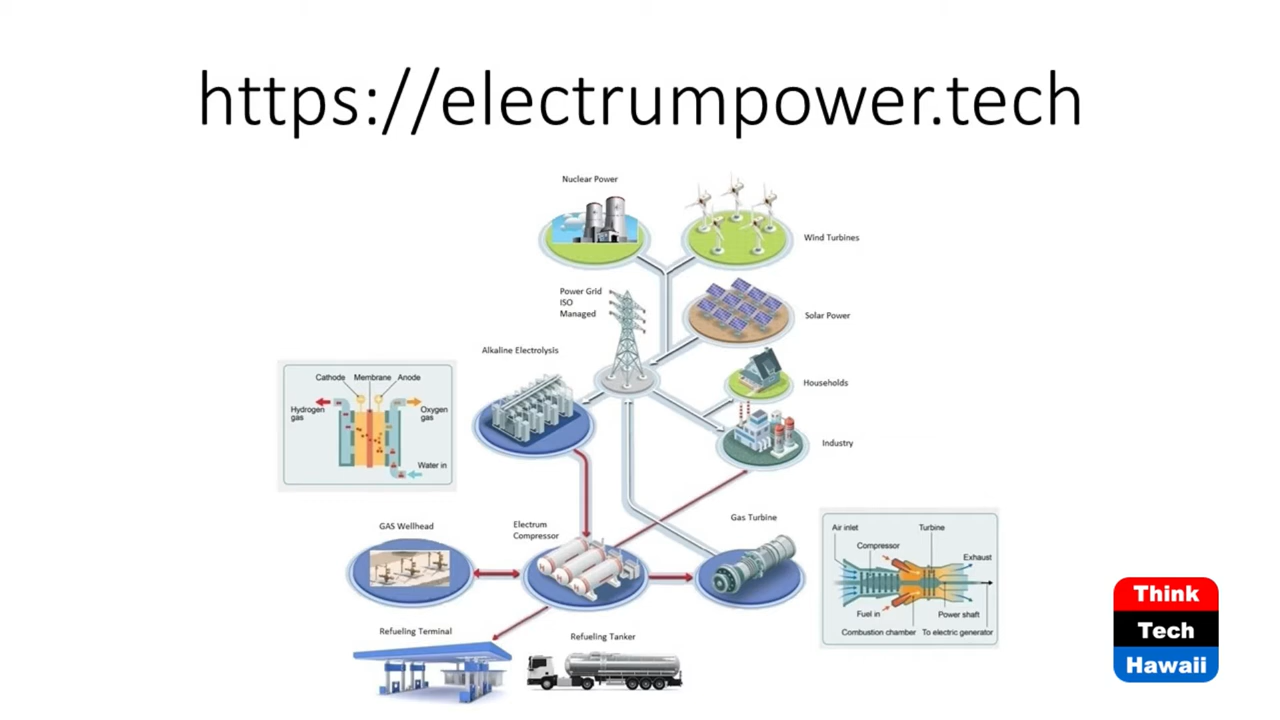 https://electrumpower.tech
Nuclear Power
Wind Turbines
Power Grid
ISO
Managed
Solar Power
Alkaline Electrolysis
Households
Cathode Membrane Anode
Hydrogen
gas
Oxygen
gas
Water in
Industry
GAS Wellhead
Electrum
Compressor
Gas Turbine
Air inlet
Turbine
Compressor
Exhaust
Fuel in
Power shaft
Combustion chamber
To electric generator
Refueling Terminal
Refueling Tanker
Think
Tech
Hawaii